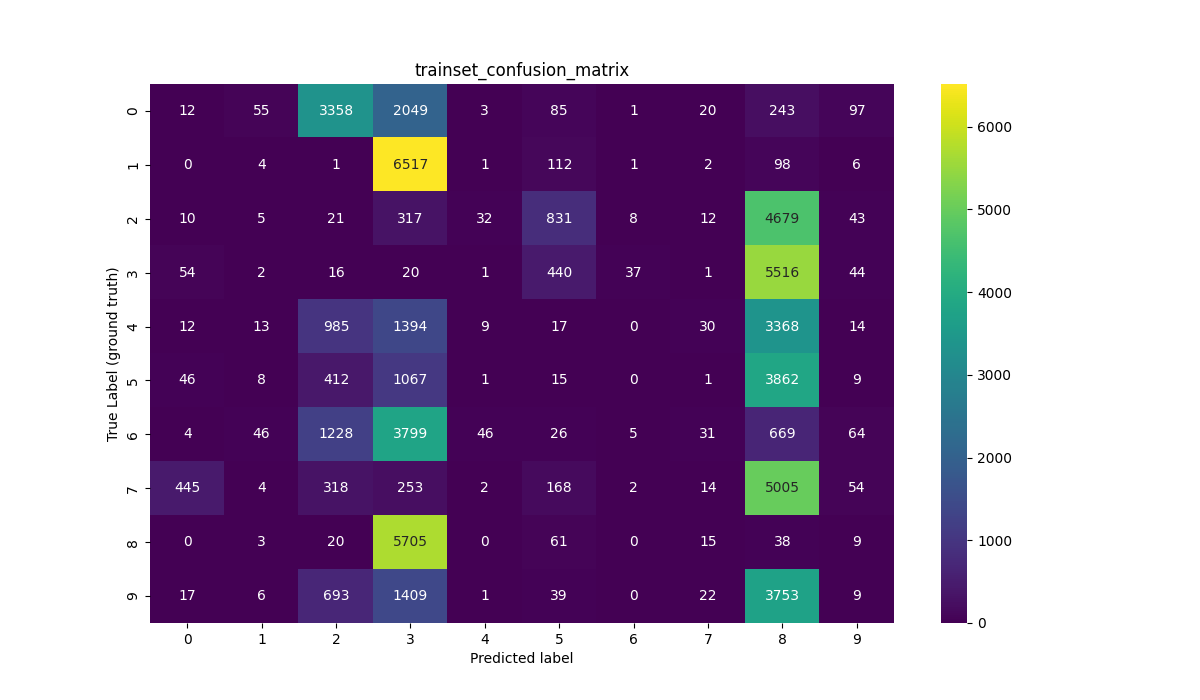 trainset_confusion_matrix
0 12 55 3358 2049 3 85 1 20 243 97
1 0 4 1 6517 1 112 1 2 98 6
2 10 5 21 317 32 831 8 12 4679 43
3 54 2 16 20 1 440 37 1 5516 44
4 12 13 985 1394 9 17 0 30 3368 14
5 46 8 412 1067 1 15 0 1 3862 9
6 4 46 1228 3799 46 26 5 31 669 64
7 445 4 318 253 2 168 2 14 5005 54
8 0 3 20 5705 0 61 0 15 38 9
9 17 6 693 1409 1 39 0 22 3753 9
0 1 2 3 4 5 6 7 8 9
Predicted label
True Label (ground truth)
6000
5000
4000
3000
2000
1000
0